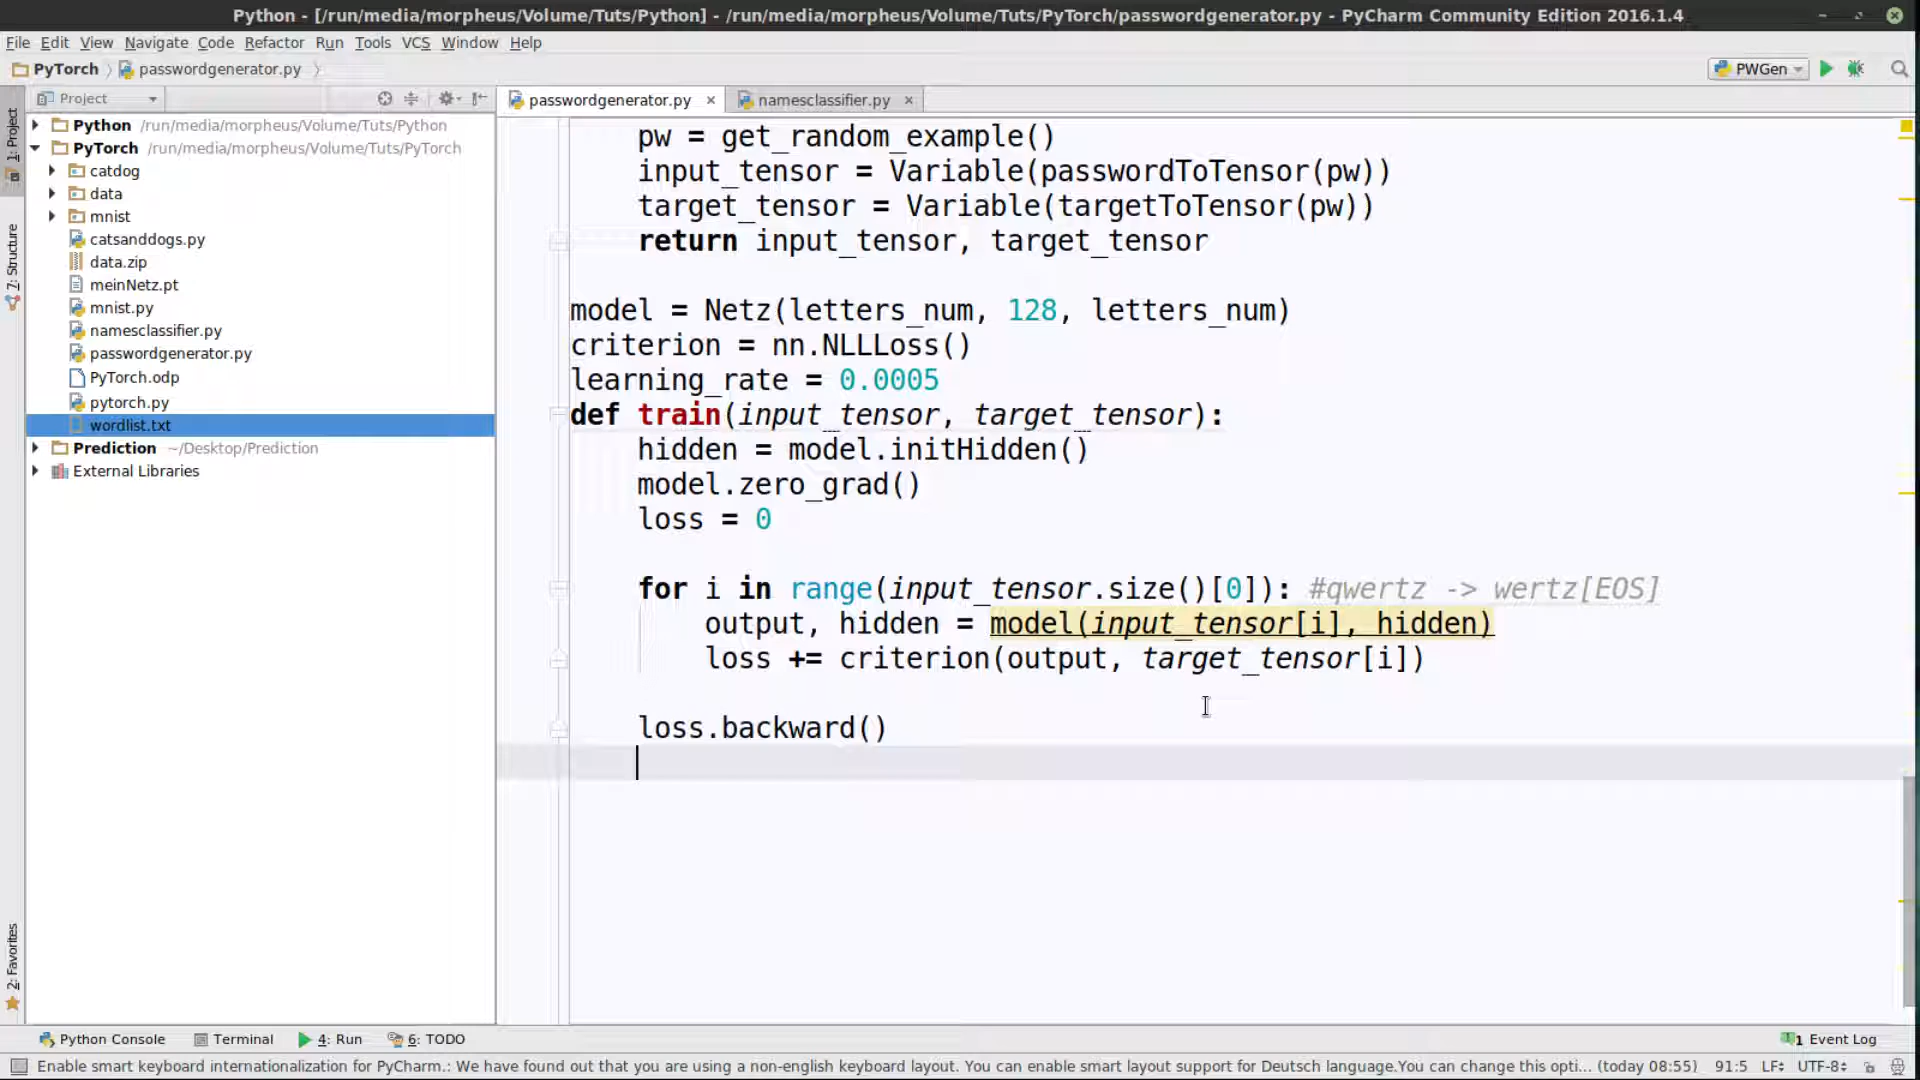 Python - [/run/media/morpheus/Volume/Tuts/Python] - /run/media/morpheus/Volume/Tuts/PyTorch/passwordgenerator.py - PyCharm Community Edition 2016.1.4
File Edit View Navigate Code Refactor Run Tools VCS Window Help
PyTorch passwordgenerator.py PWGen
Project passwordgenerator.py namesclassifier.py
1: Project
7: Structure
2: Favorites
Python /run/media/morpheus/Volume/Tuts/Python
PyTorch /run/media/morpheus/Volume/Tuts/PyTorch
catdog
data
mnist
catsanddogs.py
data.zip
meinNetz.pt
mnist.py
namesclassifier.py
passwordgenerator.py
PyTorch.odp
pytorch.py
wordlist.txt
Prediction ~/Desktop/Prediction
External Libraries
pw = get_random_example()
input_tensor = Variable(passwordToTensor(pw))
target_tensor = Variable(targetToTensor(pw))
return input_tensor, target_tensor
model = Netz(letters_num, 128, letters_num)
criterion = nn.NLLLoss()
learning_rate = 0.0005
def train(input_tensor, target_tensor):
hidden = model.initHidden()
model.zero_grad()
loss = 0
for i in range(input_tensor.size()[0]): #qwertz -> wertz[EOS]
output, hidden = model(input_tensor[i], hidden)
loss += criterion(output, target_tensor[i])
loss.backward()
Python Console Terminal 4: Run 6: TODO 1 Event Log
Enable smart keyboard internationalization for PyCharm.: We have found out that you are using a non-english keyboard layout. You can enable smart layout support for Deutsch language.You can change this opti... (today 08:55) 91:5 LF UTF-8